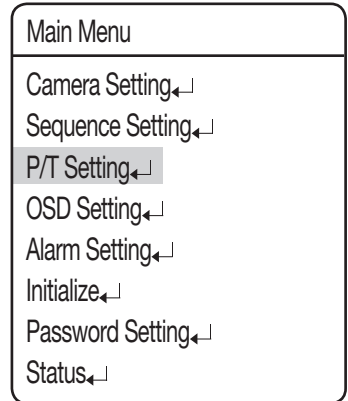 Main Menu
Camera Setting↵
Sequence Setting↵
P/T Setting↵
OSD Setting↵
Alarm Setting↵
Initialize↵
Password Setting↵
Status↵